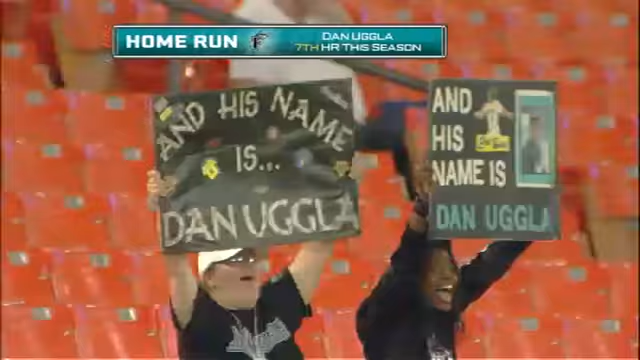 HOME RUN
DAN UGGLA
7TH HR THIS SEASON
AND HIS NAME
IS...
DAN UGGLA
AND
HIS
NAME IS
DAN UGGLA